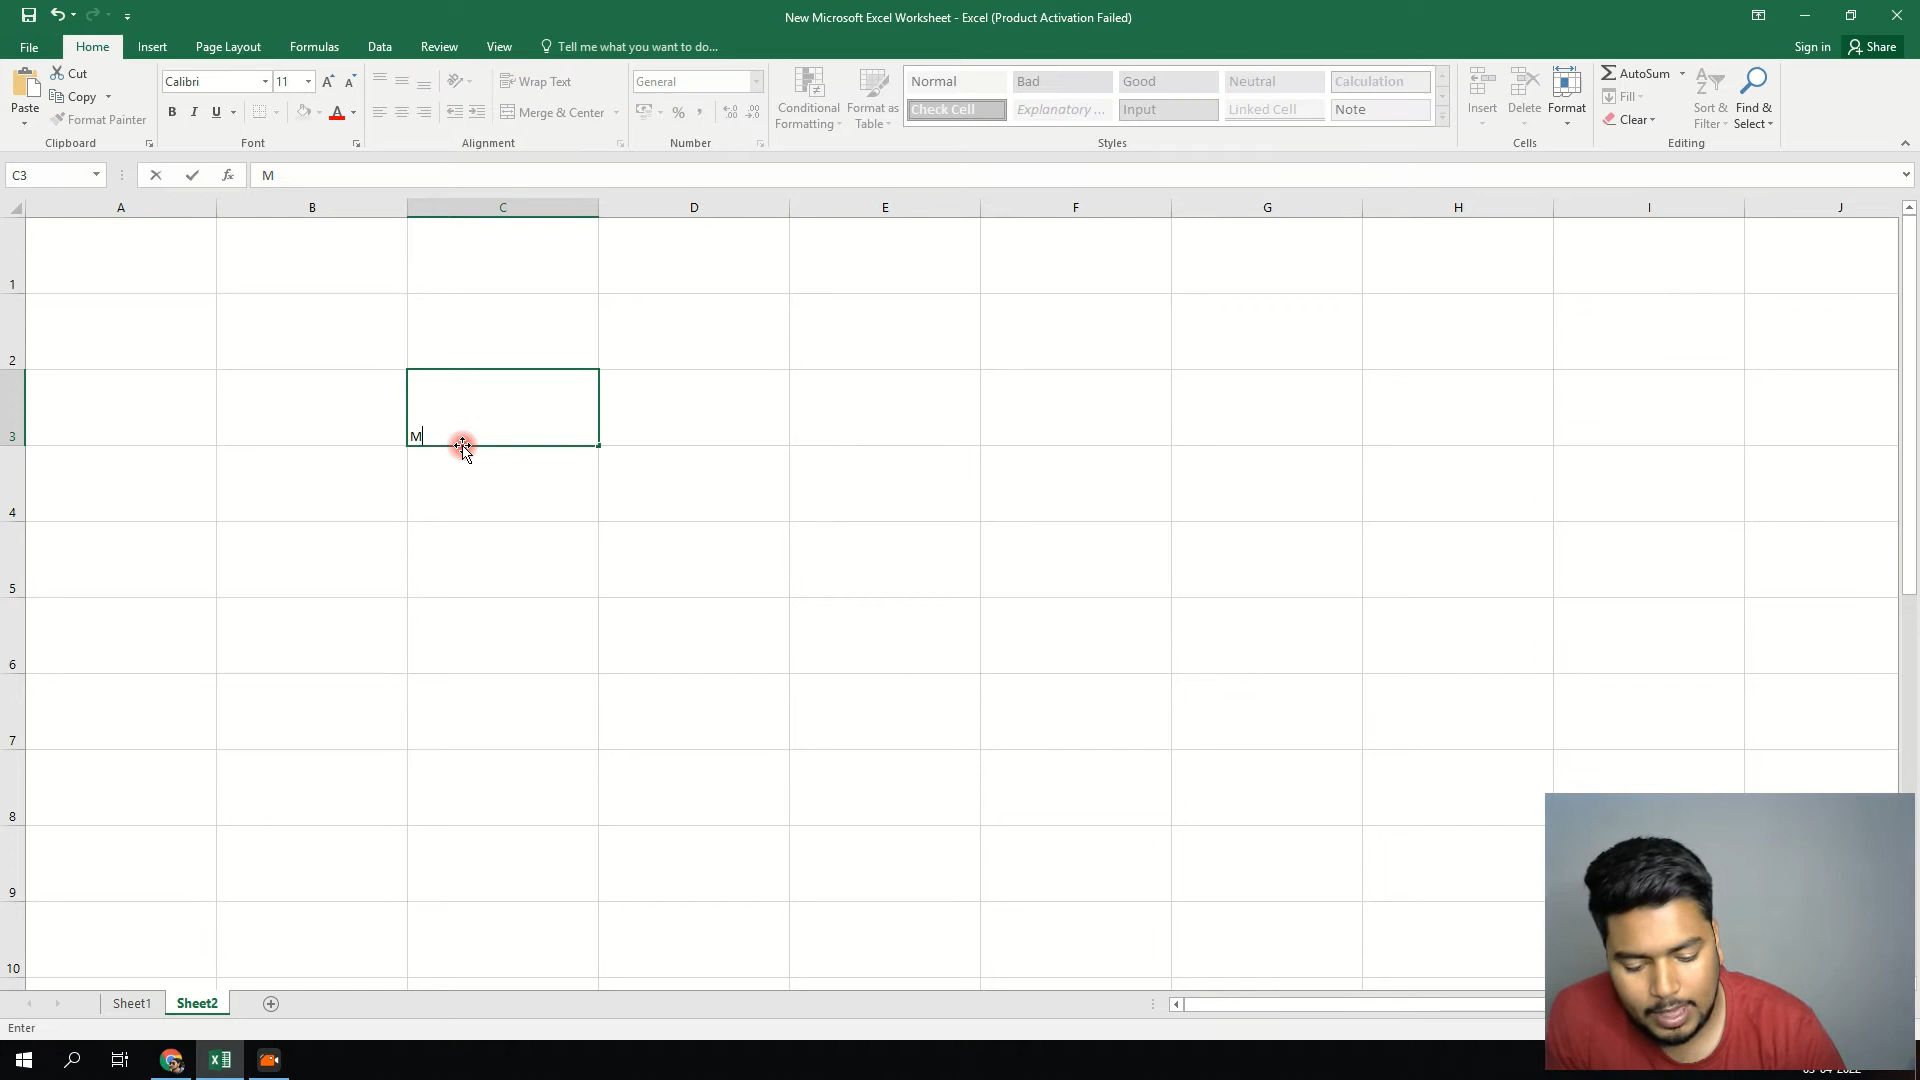 New Microsoft Excel Worksheet - Excel (Product Activation Failed)
File Home Insert Page Layout Formulas Data Review View Tell me what you want to do... Sign in Share
Paste Cut Copy Format Painter Clipboard
Calibri 11 B I U A Font
Wrap Text Merge & Center Alignment
General % , Number
Conditional Formatting Format as Table
Normal Bad Good Neutral Calculation
Check Cell Explanatory ... Input Linked Cell Note
Styles
Insert Delete Format Cells
AutoSum Fill Clear Sort & Filter Find & Select Editing
C3 fx M
A B C D E F G H I J
1
2
3 M
4
5
6
7
8
9
10
Sheet1 Sheet2
Enter